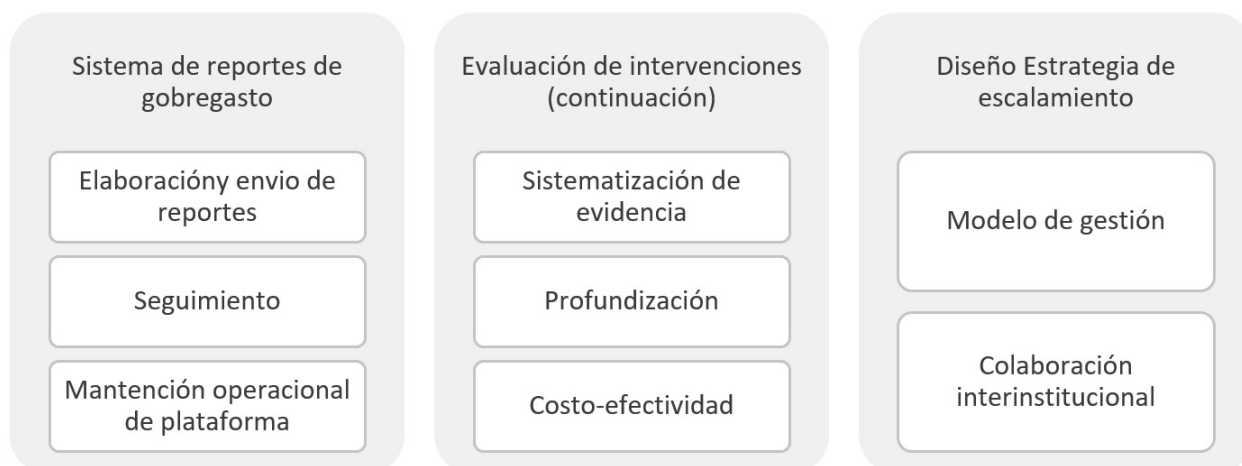 Sistema de reportes de
gobregasto
Elaboracióny envio de
reportes
Seguimiento
Mantención operacional
de plataforma
Evaluación de intervenciones
(continuación)
Sistematización de
evidencia
Profundización
Costo-efectividad
Diseño Estrategia de
escalamiento
Modelo de gestión
Colaboración
interinstitucional